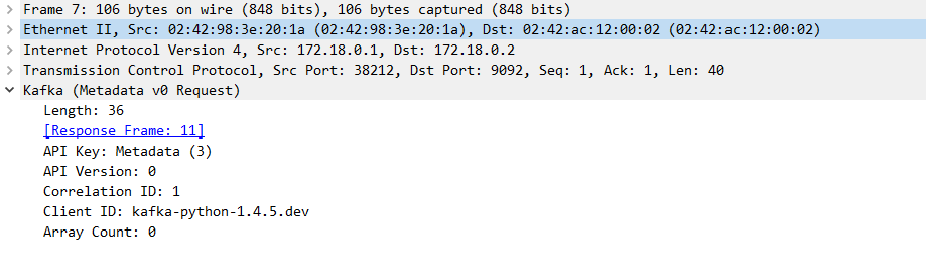 Frame 7: 106 bytes on wire (848 bits), 106 bytes captured (848 bits)
Ethernet II, Src: 02:42:98:3e:20:1a (02:42:98:3e:20:1a), Dst: 02:42:ac:12:00:02 (02:42:ac:12:00:02)
Internet Protocol Version 4, Src: 172.18.0.1, Dst: 172.18.0.2
Transmission Control Protocol, Src Port: 38212, Dst Port: 9092, Seq: 1, Ack: 1, Len: 40
Kafka (Metadata v0 Request)
Length: 36
[Response Frame: 11]
API Key: Metadata (3)
API Version: 0
Correlation ID: 1
Client ID: kafka-python-1.4.5.dev
Array Count: 0